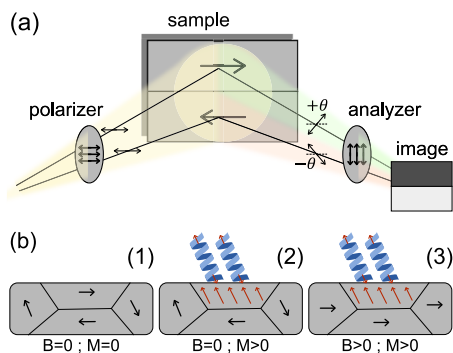 (a)
sample
polarizer
+θ
analyzer
−θ
image
(b)
(1)
(2)
(3)
B=0 ; M=0
B=0 ; M>0
B>0 ; M>0